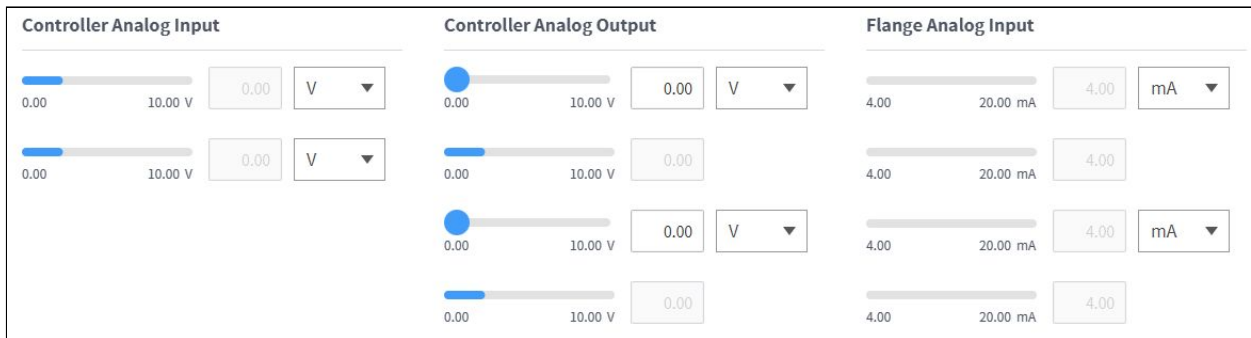 Controller Analog Input
0.00 V
0.00 10.00 V
0.00 V
0.00 10.00 V
Controller Analog Output
0.00 V
0.00 10.00 V
0.00
0.00 10.00 V
0.00 V
0.00 10.00 V
0.00
0.00 10.00 V
Flange Analog Input
4.00 mA
4.00 20.00 mA
4.00
4.00 20.00 mA
4.00 mA
4.00 20.00 mA
4.00
4.00 20.00 mA